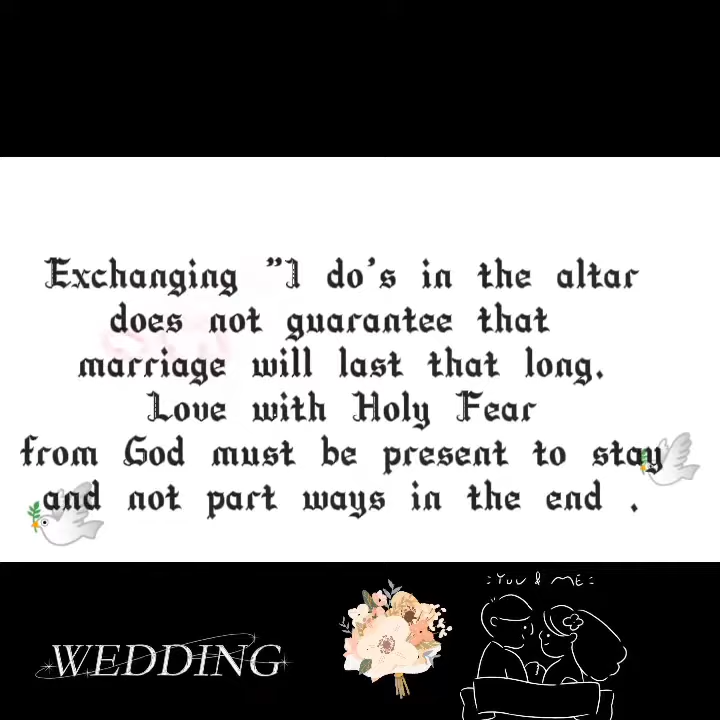 Exchanging "I do's in the altar
does not guarantee that
marriage will last that long.
Love with Holy Fear
from God must be present to stay
and not part ways in the end .
:YOU & ME:
WEDDING